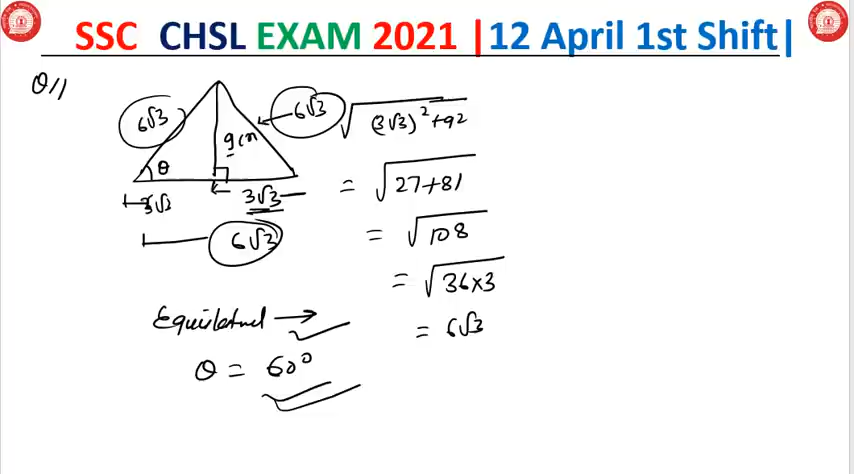 SSC CHSL EXAM 2021 |12 April 1st Shift|
Q11
6√3
6√3
9cm
θ
3√3
3√3
6√3
√(3√3)² + 9²
= √27+81
= √108
= √36×3
= 6√3
Equilateral →
θ = 60°